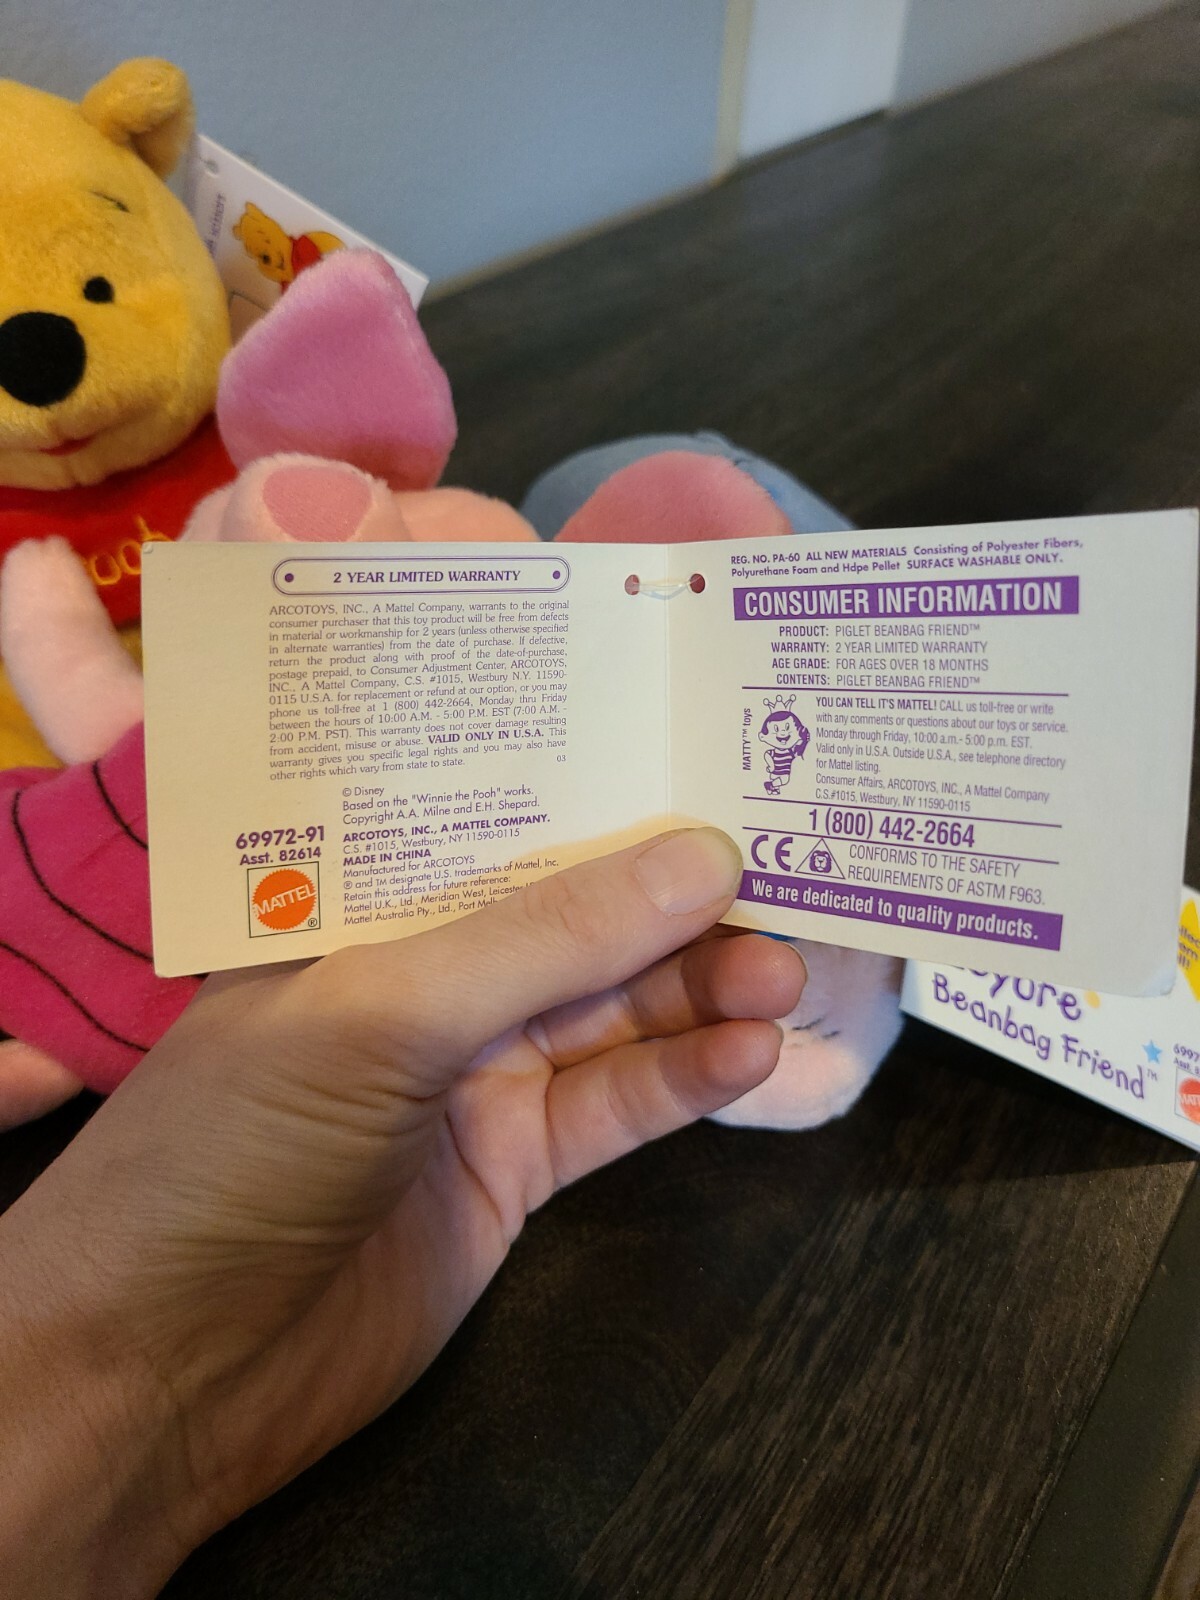 Pooh
2 YEAR LIMITED WARRANTY
ARCOTOYS, INC., A Mattel Company, warrants to the original
consumer purchaser that this toy product will be free from defects
in material or workmanship for 2 years (unless otherwise specified
in alternate warranties) from the date of purchase. If defective,
return the product along with proof of the date-of-purchase,
postage prepaid, to Consumer Adjustment Center, ARCOTOYS,
INC., A Mattel Company, C.S. #1015, Westbury N.Y. 11590-
0115 U.S.A. for replacement or refund at our option, or you may
phone us toll-free at 1 (800) 442-2664, Monday thru Friday
between the hours of 10:00 A.M. - 5:00 P.M. EST (7:00 A.M. -
2:00 P.M. PST). This warranty does not cover damage resulting
from accident, misuse or abuse. VALID ONLY IN U.S.A. This
warranty gives you specific legal rights and you may also have
other rights which vary from state to state.
03
© Disney
Based on the "Winnie the Pooh" works.
Copyright A.A. Milne and E.H. Shepard.
69972-91
Asst. 82614
MATTEL
®
ARCOTOYS, INC., A MATTEL COMPANY.
C.S. #1015, Westbury, NY 11590-0115
MADE IN CHINA
Manufactured for ARCOTOYS
® and TM designate U.S. trademarks of Mattel, Inc.
Retain this address for future reference:
Mattel U.K., Ltd., Meridian West, Leicester
Mattel Australia Pty., Ltd., Port Melb
REG. NO. PA-60 ALL NEW MATERIALS Consisting of Polyester Fibers,
Polyurethane Foam and Hdpe Pellet SURFACE WASHABLE ONLY.
CONSUMER INFORMATION
PRODUCT: PIGLET BEANBAG FRIEND™
WARRANTY: 2 YEAR LIMITED WARRANTY
AGE GRADE: FOR AGES OVER 18 MONTHS
CONTENTS: PIGLET BEANBAG FRIEND™
MATTY™ toys
YOU CAN TELL IT'S MATTEL! CALL us toll-free or write
with any comments or questions about our toys or service.
Monday through Friday, 10:00 a.m.- 5:00 p.m. EST.
Valid only in U.S.A. Outside U.S.A., see telephone directory
for Mattel listing.
Consumer Affairs, ARCOTOYS, INC., A Mattel Company
C.S.#1015, Westbury, NY 11590-0115
1 (800) 442-2664
CE
CONFORMS TO THE SAFETY
REQUIREMENTS OF ASTM F963.
We are dedicated to quality products.
eyore
Beanbag Friend™
6997